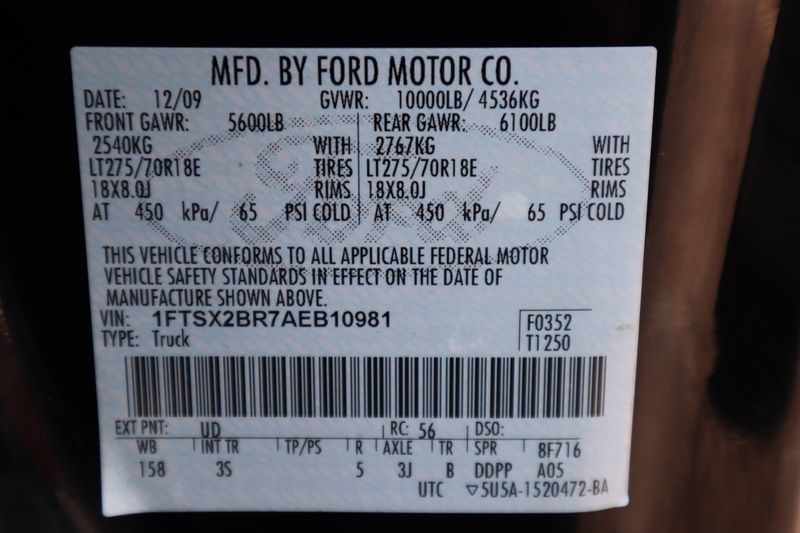 MFD. BY FORD MOTOR CO.
DATE: 12/09 GVWR: 10000LB/ 4536KG
FRONT GAWR: 5600LB REAR GAWR: 6100LB
2540KG WITH 2767KG WITH
LT275/70R18E TIRES LT275/70R18E TIRES
18X8.0J RIMS 18X8.0J RIMS
AT 450 kPa/ 65 PSI COLD AT 450 kPa/ 65 PSI COLD
Ford
THIS VEHICLE CONFORMS TO ALL APPLICABLE FEDERAL MOTOR
VEHICLE SAFETY STANDARDS IN EFFECT ON THE DATE OF
MANUFACTURE SHOWN ABOVE.
VIN: 1FTSX2BR7AEB10981 F0352
TYPE: Truck T1250
EXT PNT: UD RC: 56 DSO:
WB INT TR TP/PS R AXLE TR SPR 8F716
158 3S 5 3J B DDPP A05
UTC ▽5U5A-1520472-BA